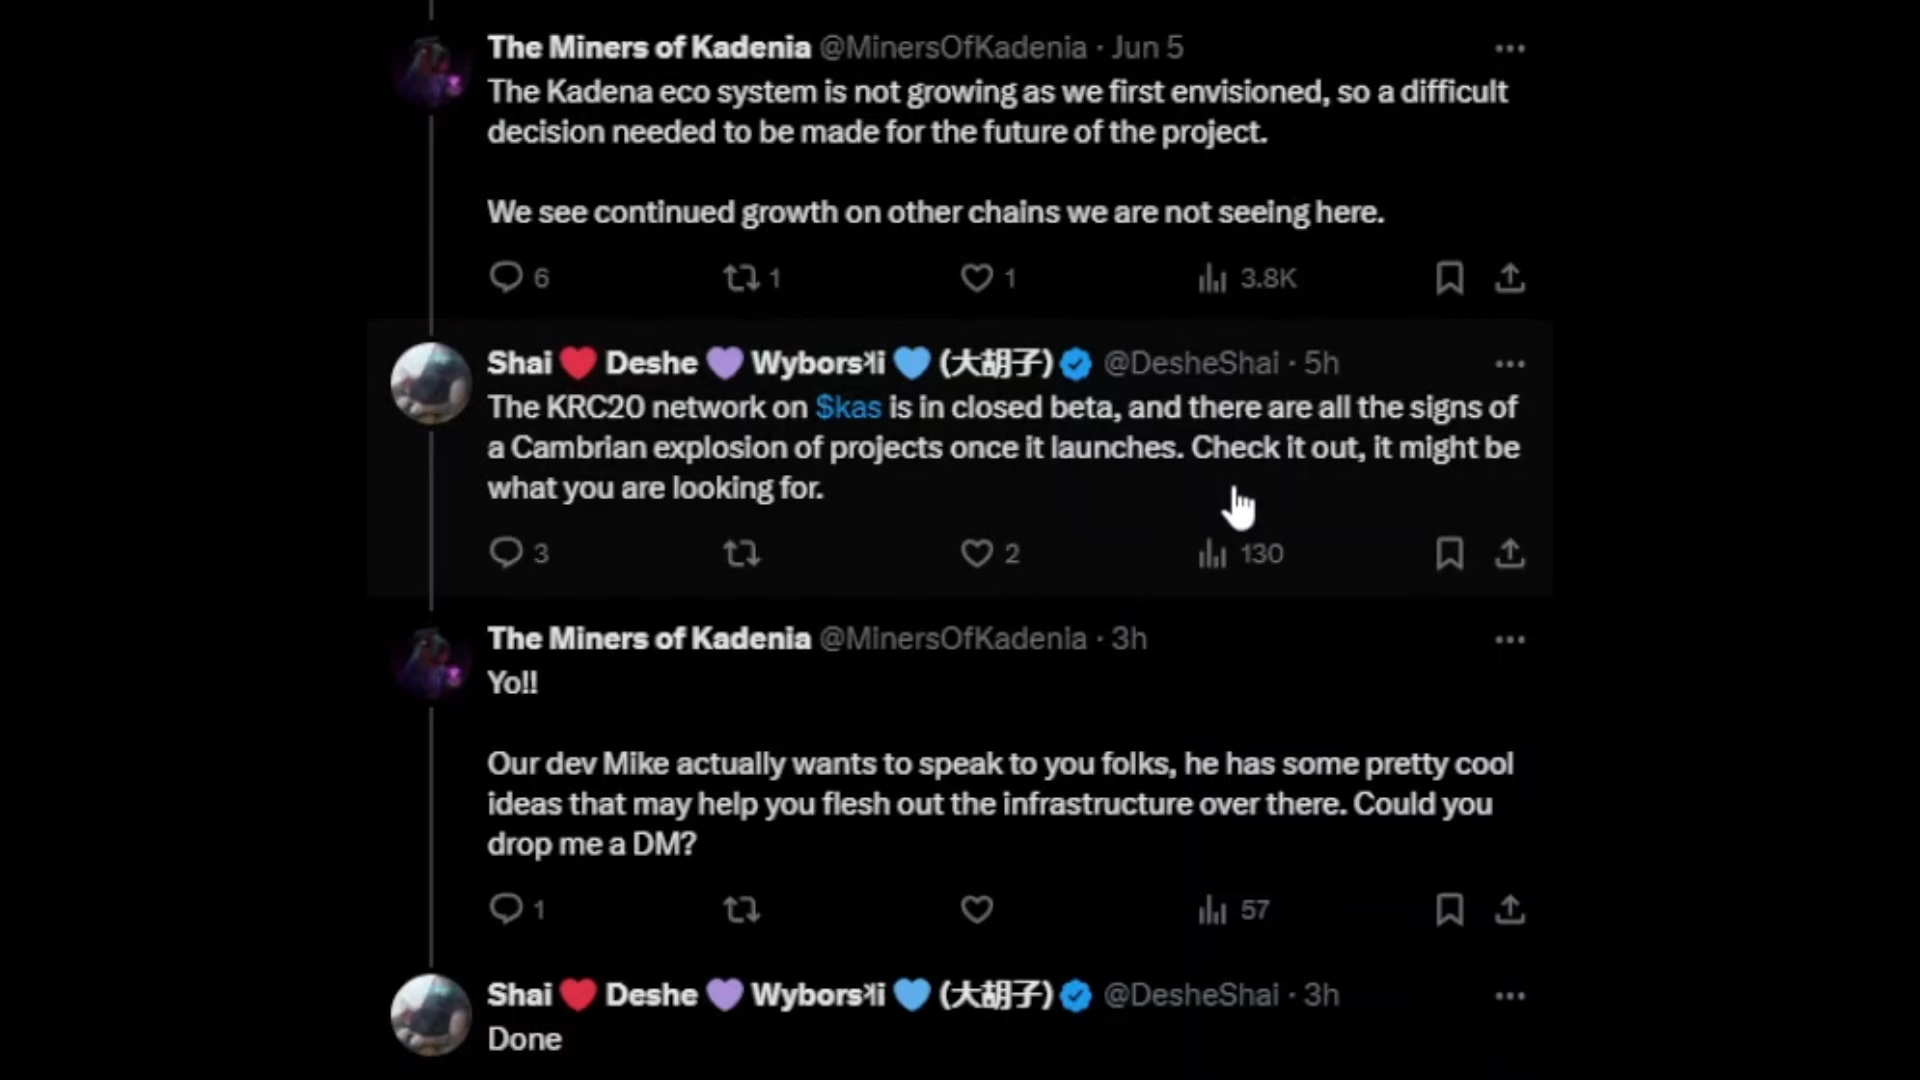 The Miners of Kadenia @MinersOfKadenia · Jun 5
The Kadena eco system is not growing as we first envisioned, so a difficult
decision needed to be made for the future of the project.
We see continued growth on other chains we are not seeing here.
6 1 1 3.8K
Shai ❤️ Deshe 💜 Wyborski 💙 (大胡子) @DesheShai · 5h
The KRC20 network on $kas is in closed beta, and there are all the signs of
a Cambrian explosion of projects once it launches. Check it out, it might be
what you are looking for.
3 2 130
The Miners of Kadenia @MinersOfKadenia · 3h
Yo!!
Our dev Mike actually wants to speak to you folks, he has some pretty cool
ideas that may help you flesh out the infrastructure over there. Could you
drop me a DM?
1 57
Shai ❤️ Deshe 💜 Wyborski 💙 (大胡子) @DesheShai · 3h
Done